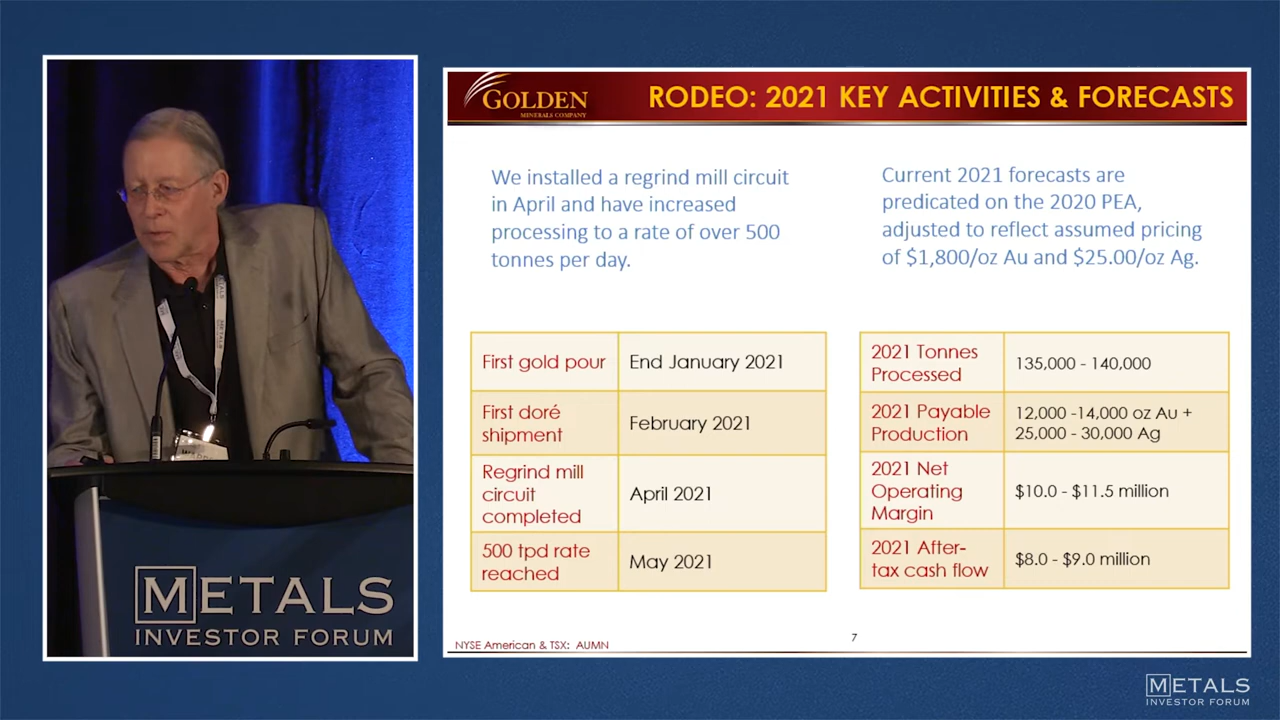 GOLDEN
MINERALS COMPANY
RODEO: 2021 KEY ACTIVITIES & FORECASTS
We installed a regrind mill circuit
in April and have increased
processing to a rate of over 500
tonnes per day.
Current 2021 forecasts are
predicated on the 2020 PEA,
adjusted to reflect assumed pricing
of $1,800/oz Au and $25.00/oz Ag.
First gold pour
End January 2021
First doré
shipment
February 2021
Regrind mill
circuit
completed
April 2021
500 tpd rate
reached
May 2021
2021 Tonnes
Processed
135,000 - 140,000
2021 Payable
Production
12,000 -14,000 oz Au +
25,000 - 30,000 Ag
2021 Net
Operating
Margin
$10.0 - $11.5 million
2021 After-
tax cash flow
$8.0 - $9.0 million
NYSE American & TSX: AUMN
7
METALS
INVESTOR FORUM
METALS
INVESTOR FORUM